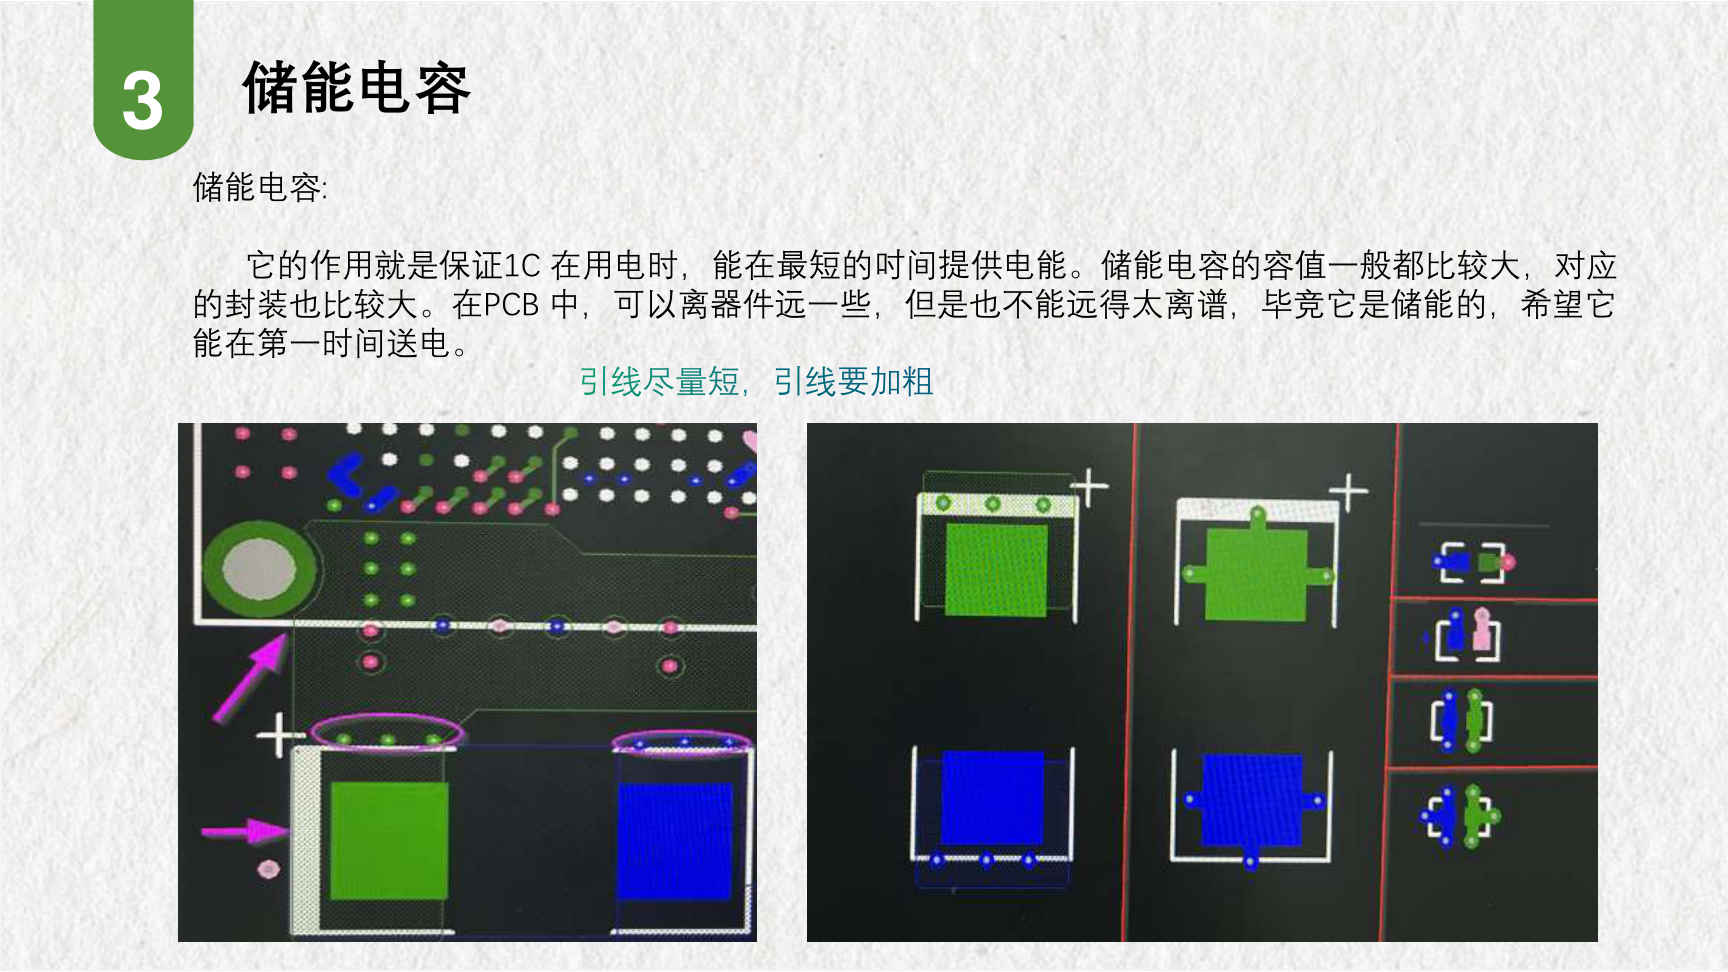 3
储能电容
储能电容:
它的作用就是保证1C 在用电时，能在最短的吋间提供电能。储能电容的容值一般都比较大，对应
的封装也比较大。在PCB 中，可以离器件远一些，但是也不能远得太离谱，毕竞它是储能的，希望它
能在第一时间送电。
引线尽量短，引线要加粗